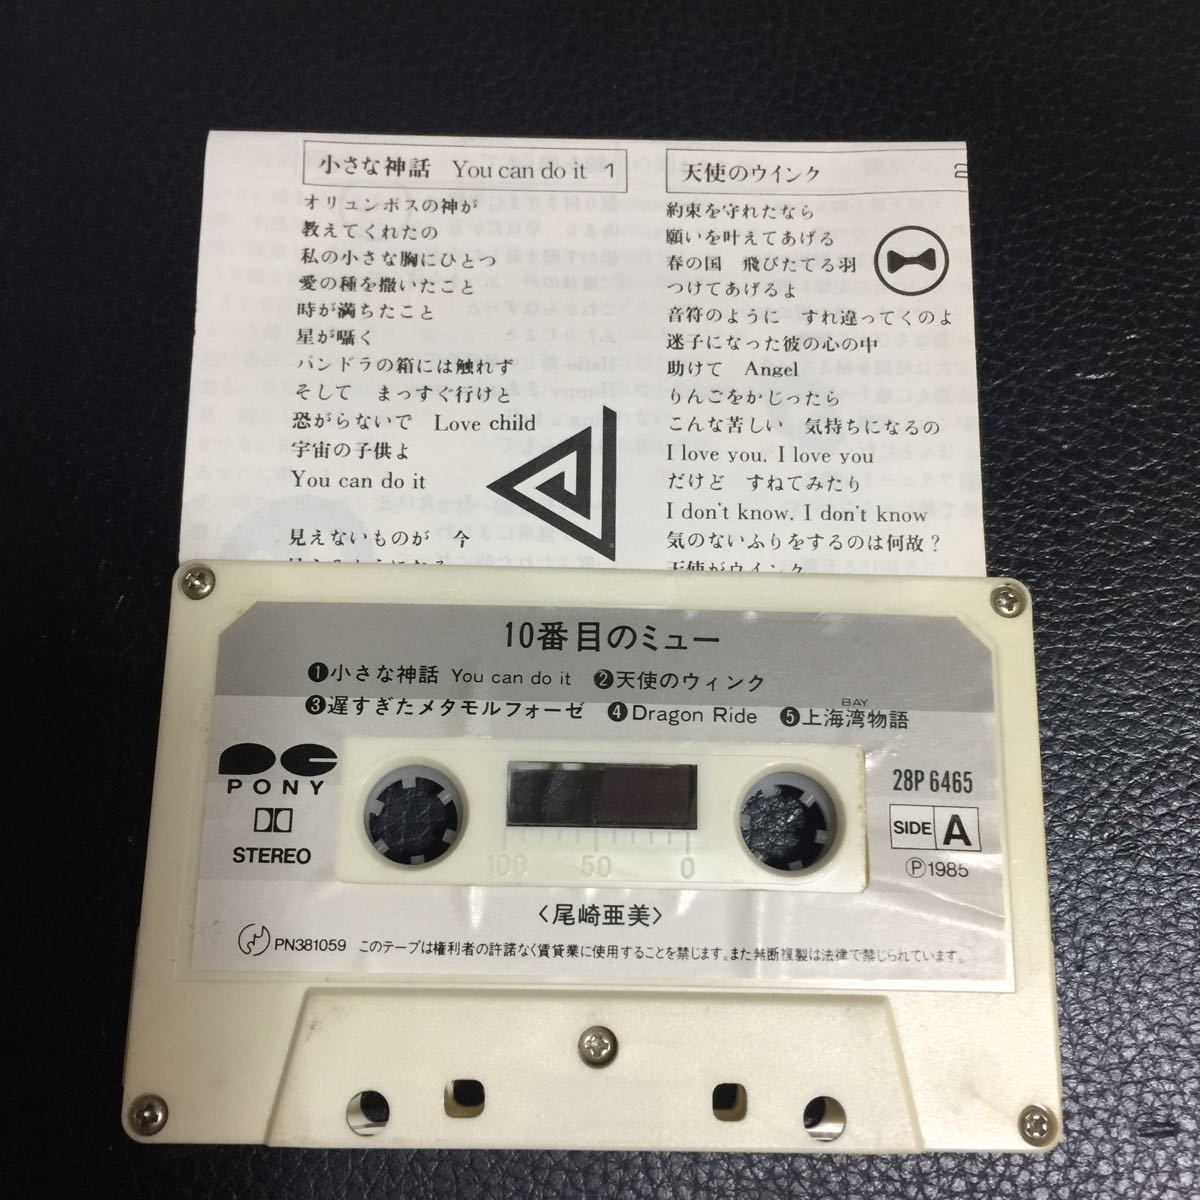 小さな神話 You can do it 1
オリュンポスの神が
教えてくれたの
私の小さな胸にひとつ
愛の種を撒いたこと
時が満ちたこと
星が囁く
パンドラの箱には触れず
そして まっすぐ行けと
恐がらないで Love child
宇宙の子供よ
You can do it
見えないものが 今
天使のウインク 2
約束を守れたなら
願いを叶えてあげる
春の国 飛びたてる羽
つけてあげるよ
音符のように すれ違ってくのよ
迷子になった彼の心の中
助けて Angel
りんごをかじったら
こんな苦しい 気持ちになるの
I love you, I love you
だけど すねてみたり
I don't know, I don't know
気のないふりをするのは何故?
天使がウインク
10番目のミュー
❶小さな神話 You can do it ❷天使のウィンク
❸遅すぎたメタモルフォーゼ ❹Dragon Ride ❺上海湾物語
BAY
PONY
STEREO
28P 6465
SIDE A
Ⓟ1985
100 50 0
〈尾崎亜美〉
PN381059 このテープは権利者の許諾なく賃貸業に使用することを禁じます。また無断複製は法律で禁じられています。